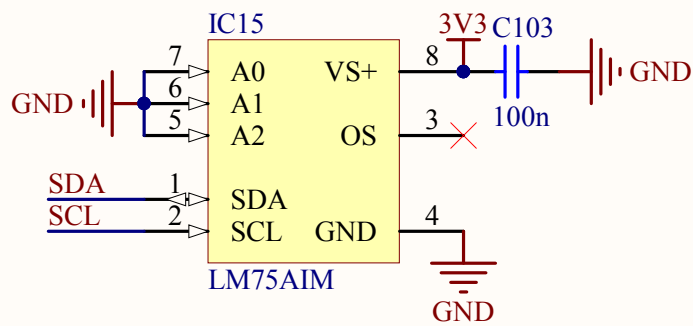 IC15
3V3
C103
7
A0
VS+
8
GND
6
A1
GND
5
A2
OS
3
100n
SDA
1
SDA
SCL
2
SCL
GND
4
LM75AIM
GND